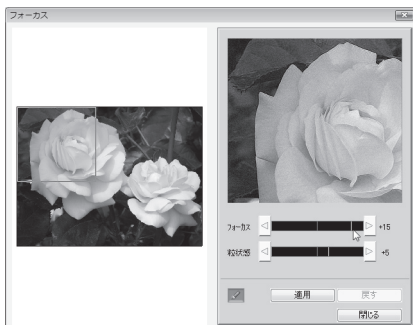 フォーカス
フォーカス +15
粒状感 +5
適用 戻す
閉じる